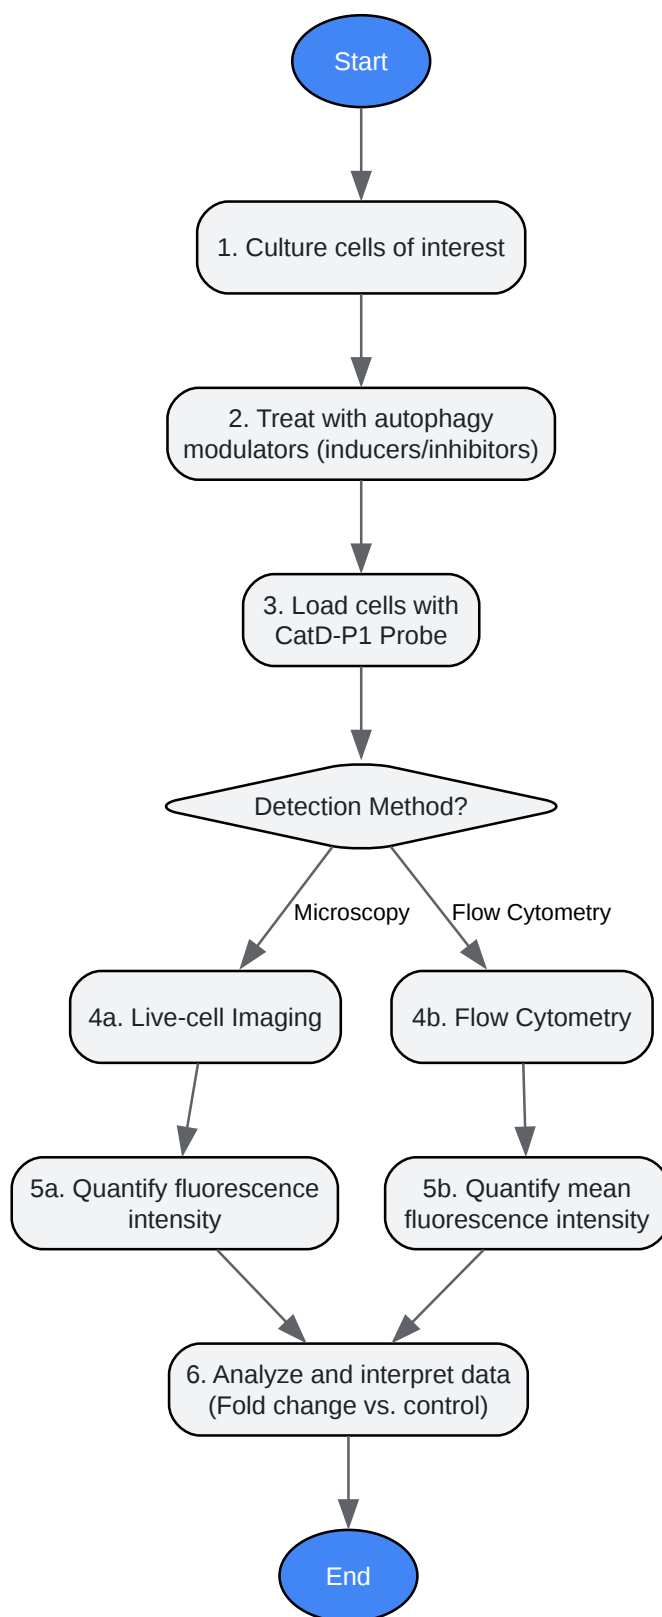 Start
1. Culture cells of interest
2. Treat with autophagy
modulators (inducers/inhibitors)
3. Load cells with
CatD-P1 Probe
Detection Method?
Microscopy
Flow Cytometry
4a. Live-cell Imaging
4b. Flow Cytometry
5a. Quantify fluorescence
intensity
5b. Quantify mean
fluorescence intensity
6. Analyze and interpret data
(Fold change vs. control)
End